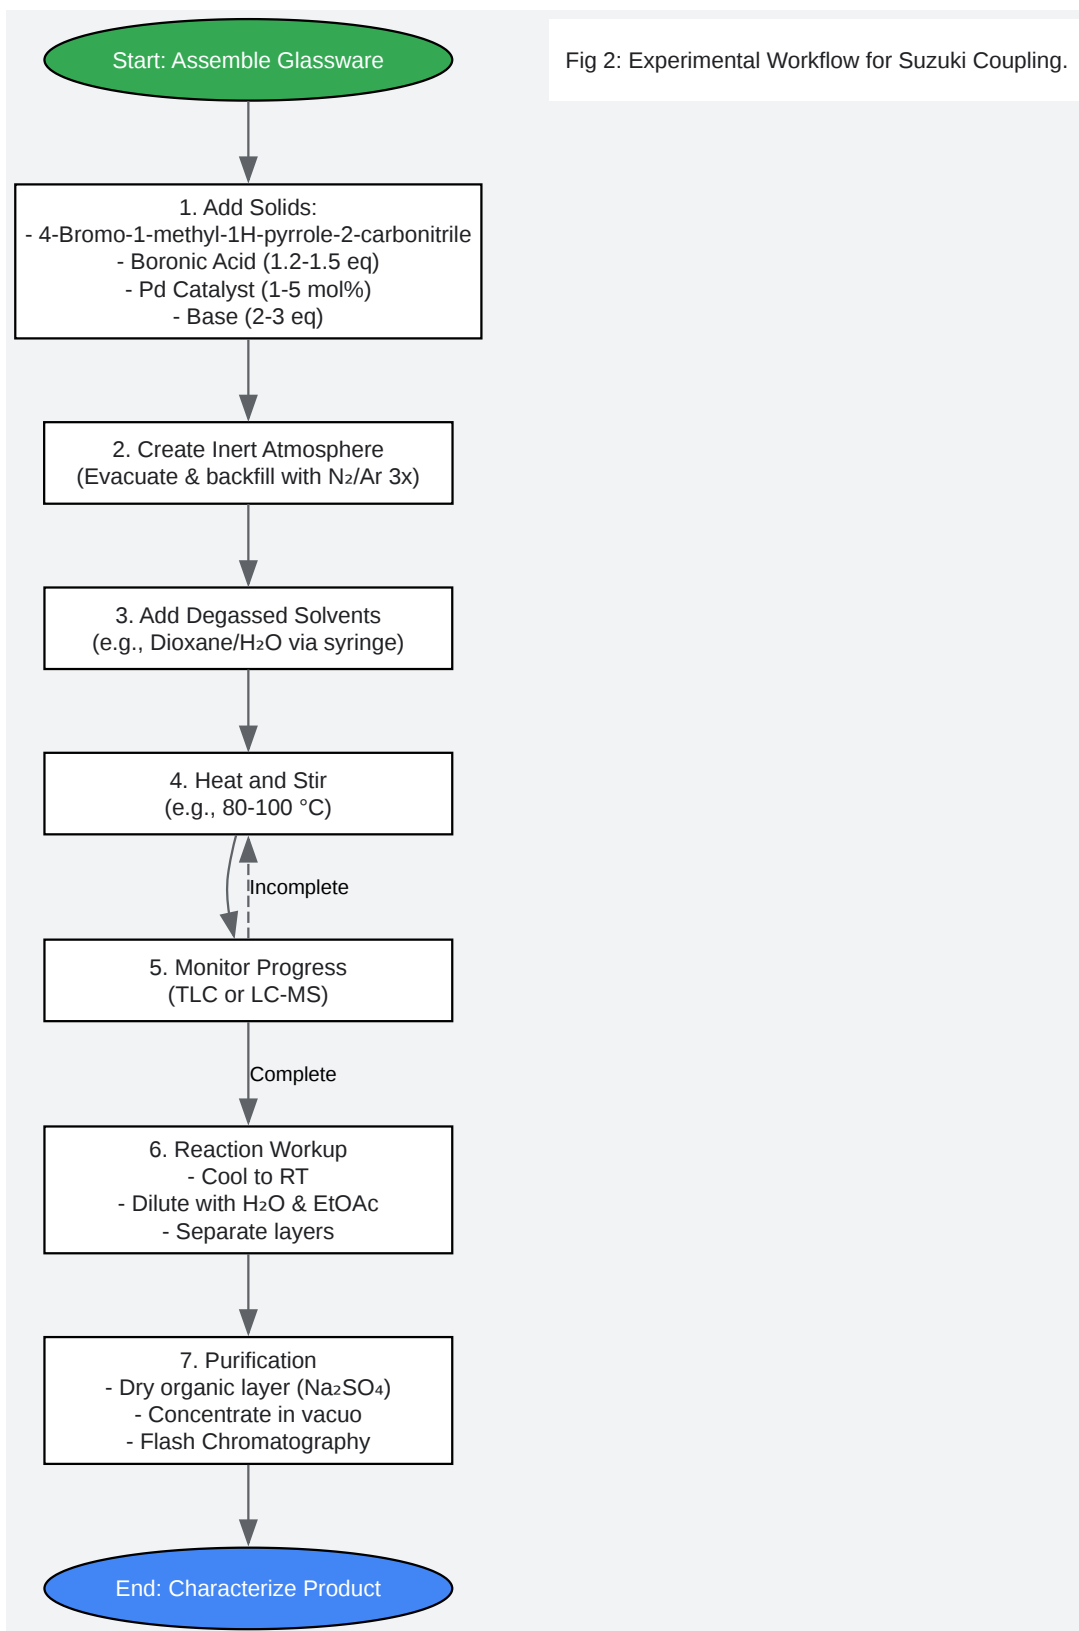 Start: Assemble Glassware
Fig 2: Experimental Workflow for Suzuki Coupling.
1. Add Solids:
- 4-Bromo-1-methyl-1H-pyrrole-2-carbonitrile
- Boronic Acid (1.2-1.5 eq)
- Pd Catalyst (1-5 mol%)
- Base (2-3 eq)
2. Create Inert Atmosphere
(Evacuate & backfill with N₂/Ar 3x)
3. Add Degassed Solvents
(e.g., Dioxane/H₂O via syringe)
4. Heat and Stir
(e.g., 80-100 °C)
Incomplete
5. Monitor Progress
(TLC or LC-MS)
Complete
6. Reaction Workup
- Cool to RT
- Dilute with H₂O & EtOAc
- Separate layers
7. Purification
- Dry organic layer (Na₂SO₄)
- Concentrate in vacuo
- Flash Chromatography
End: Characterize Product